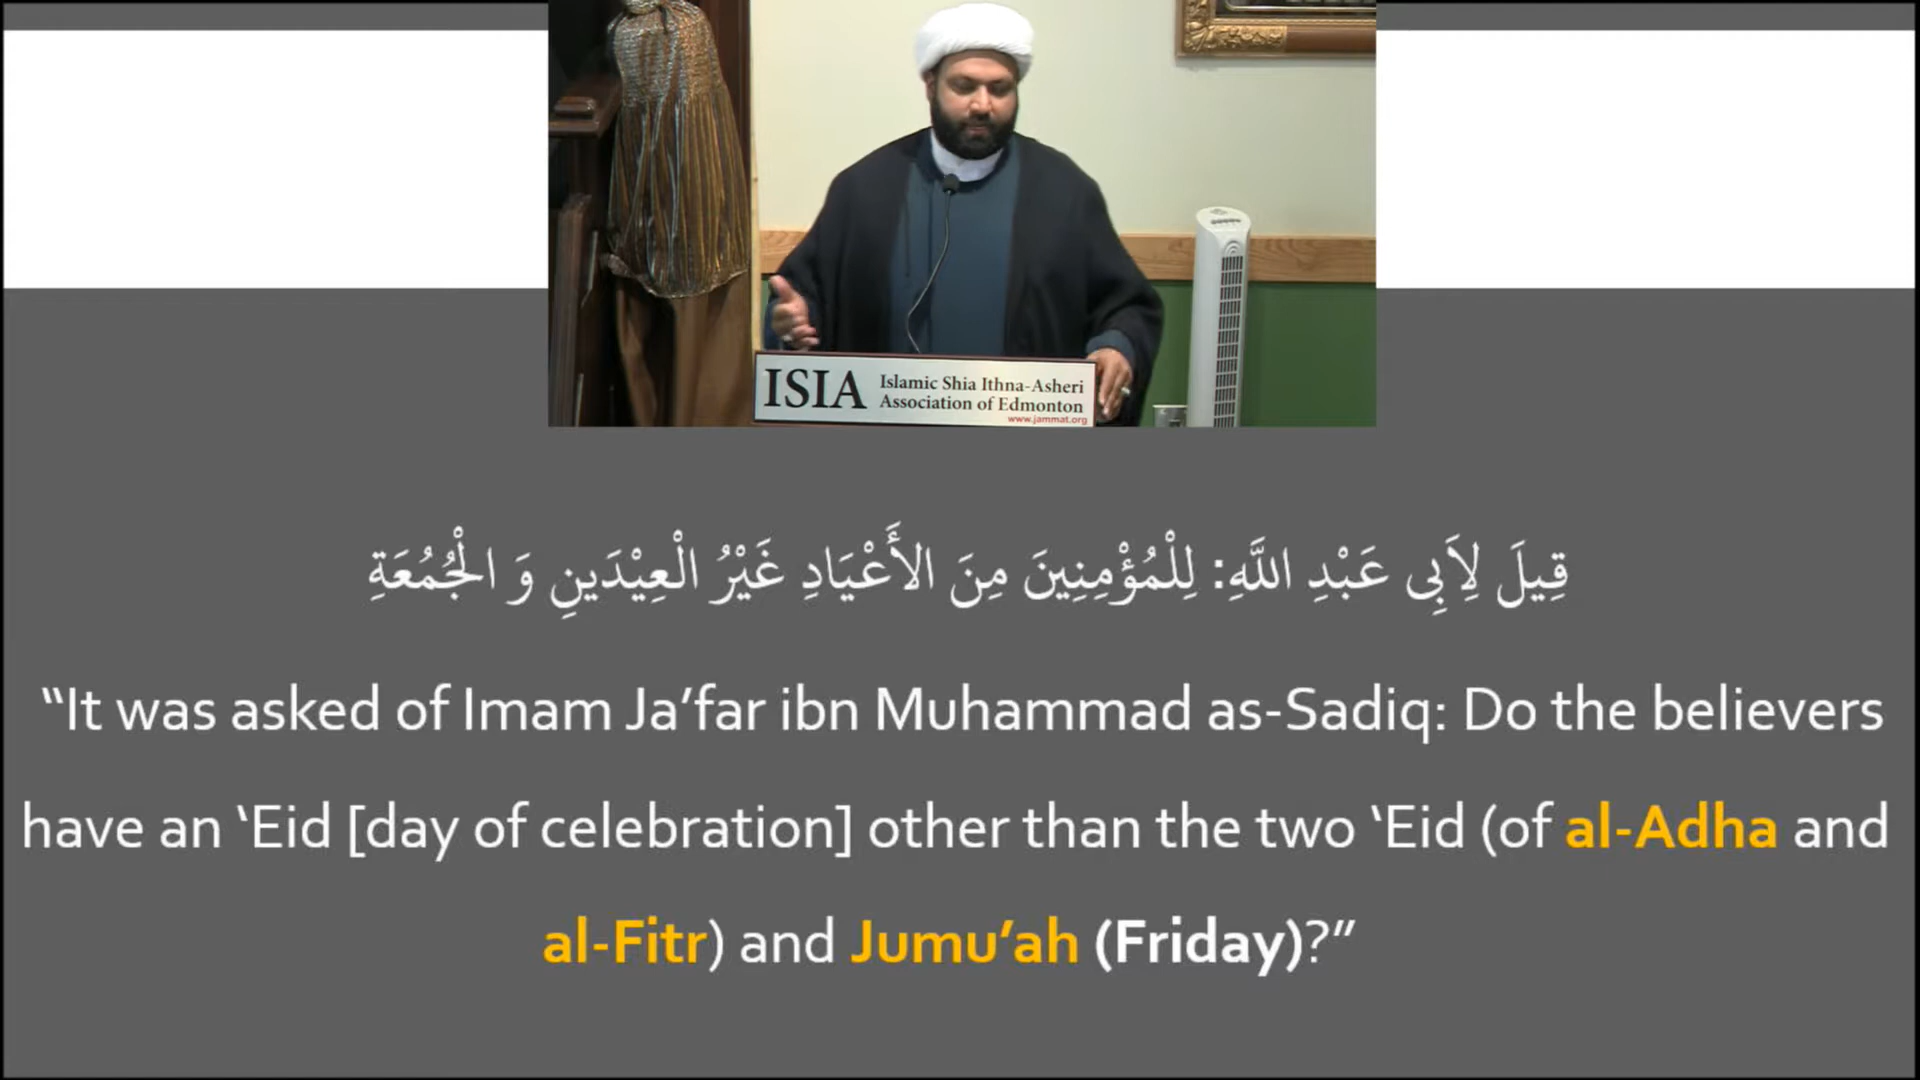 ISIA
Islamic Shia Ithna-Asheri
Association of Edmonton
www.jammat.org
قِيلَ لِاَبِى عَبْدِ اللَّهِ: لِلْمُؤْمِنِينَ مِنَ الأَعْيَادِ غَيْرُ الْعِيْدَينِ وَ الْجُمُعَةِ
“It was asked of Imam Ja’far ibn Muhammad as-Sadiq: Do the believers
have an ‘Eid [day of celebration] other than the two ‘Eid (of al-Adha and
al-Fitr) and Jumu’ah (Friday)?”